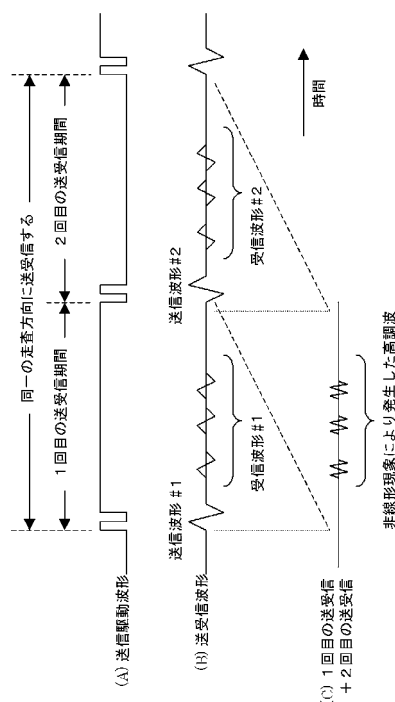 同一の走査方向に送受信する
1回目の送受信期間
2回目の送受信期間
(A) 送信駆動波形
送信波形#1
送信波形#2
(B) 送受信波形
受信波形#1
受信波形#2
時間
(C) 1回目の送受信
+2回目の送受信
非線形現象により発生した高調波